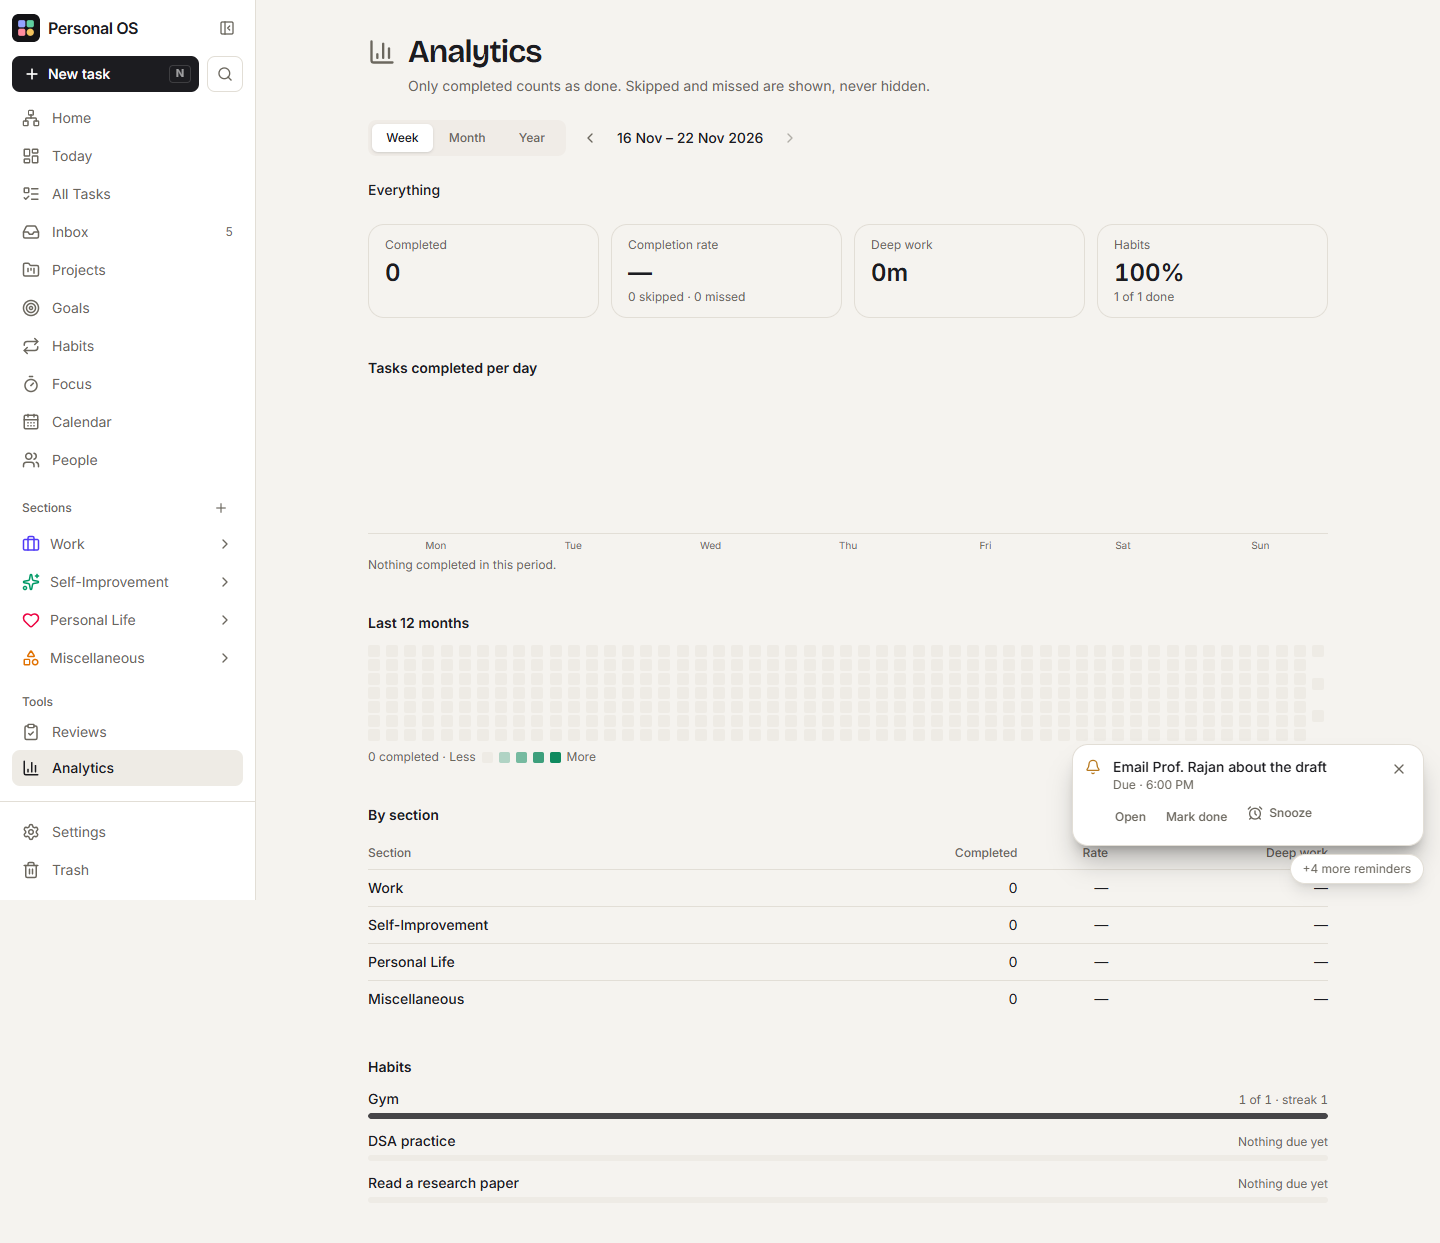 Personal OS
New task N
Home
Today
All Tasks
Inbox 5
Projects
Goals
Habits
Focus
Calendar
People
Sections
Work
Self-Improvement
Personal Life
Miscellaneous
Tools
Reviews
Analytics
Settings
Trash
Analytics
Only completed counts as done. Skipped and missed are shown, never hidden.
Week Month Year 16 Nov – 22 Nov 2026
Everything
Completed
0
Completion rate
—
0 skipped · 0 missed
Deep work
0m
Habits
100%
1 of 1 done
Tasks completed per day
Mon Tue Wed Thu Fri Sat Sun
Nothing completed in this period.
Last 12 months
0 completed · Less More
By section
Section Completed Rate Deep work
Work 0 — —
Self-Improvement 0 — —
Personal Life 0 — —
Miscellaneous 0 — —
Habits
Gym 1 of 1 · streak 1
DSA practice Nothing due yet
Read a research paper Nothing due yet
Email Prof. Rajan about the draft
Due · 6:00 PM
Open Mark done Snooze
+4 more reminders